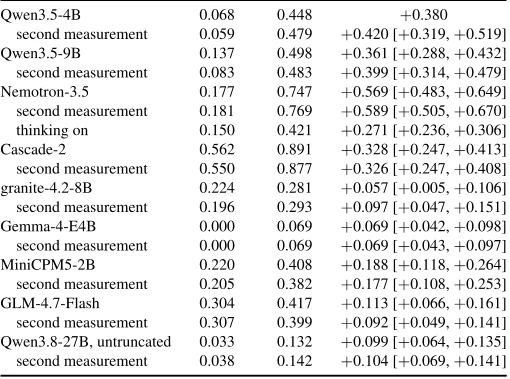 Qwen3.5-4B 0.068 0.448 +0.380
second measurement 0.059 0.479 +0.420 [+0.319, +0.519]
Qwen3.5-9B 0.137 0.498 +0.361 [+0.288, +0.432]
second measurement 0.083 0.483 +0.399 [+0.314, +0.479]
Nemotron-3.5 0.177 0.747 +0.569 [+0.483, +0.649]
second measurement 0.181 0.769 +0.589 [+0.505, +0.670]
thinking on 0.150 0.421 +0.271 [+0.236, +0.306]
Cascade-2 0.562 0.891 +0.328 [+0.247, +0.413]
second measurement 0.550 0.877 +0.326 [+0.247, +0.408]
granite-4.2-8B 0.224 0.281 +0.057 [+0.005, +0.106]
second measurement 0.196 0.293 +0.097 [+0.047, +0.151]
Gemma-4-E4B 0.000 0.069 +0.069 [+0.042, +0.098]
second measurement 0.000 0.069 +0.069 [+0.043, +0.097]
MiniCPM5-2B 0.220 0.408 +0.188 [+0.118, +0.264]
second measurement 0.205 0.382 +0.177 [+0.108, +0.253]
GLM-4.7-Flash 0.304 0.417 +0.113 [+0.066, +0.161]
second measurement 0.307 0.399 +0.092 [+0.049, +0.141]
Qwen3.8-27B, untruncated 0.033 0.132 +0.099 [+0.064, +0.135]
second measurement 0.038 0.142 +0.104 [+0.069, +0.141]